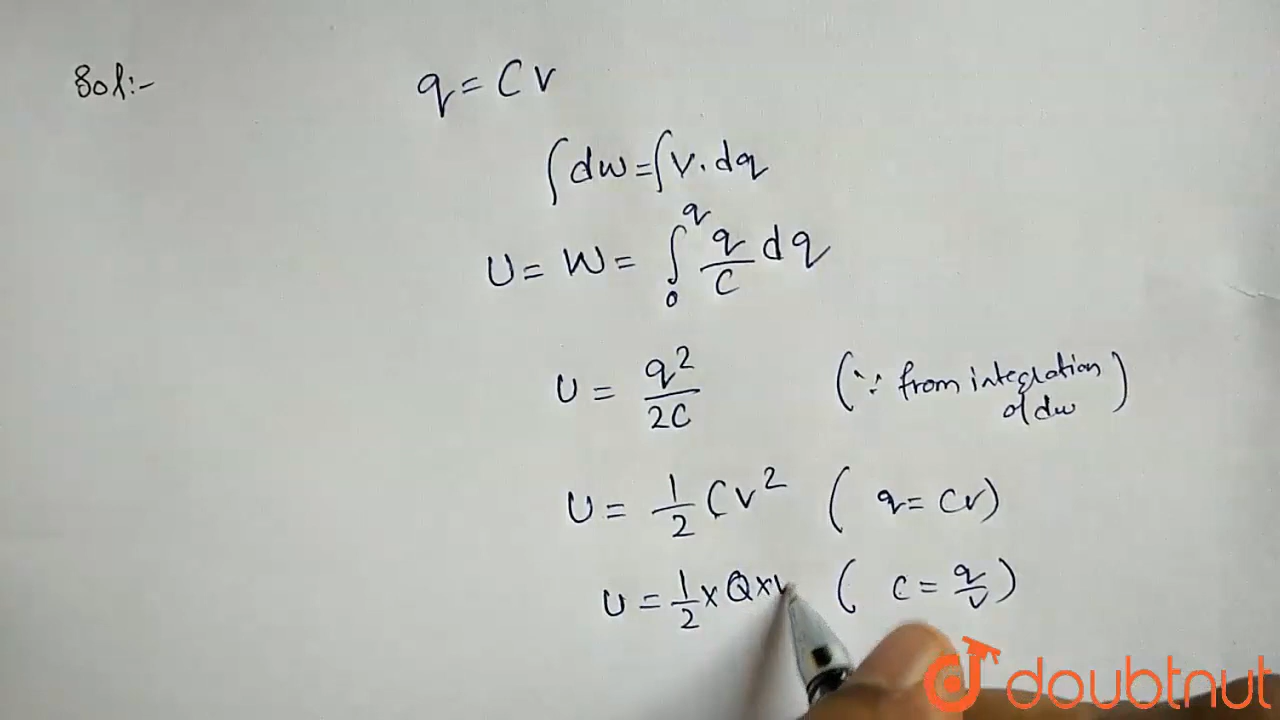 Sol:-
q = CV
∫dw = ∫V.dq
U = W = ∫₀^q q/C dq
U = q²/2C (∵ from integration of dw)
U = 1/2 CV² (q = CV)
U = 1/2 × Q × V (C = q/V)
doubtnut